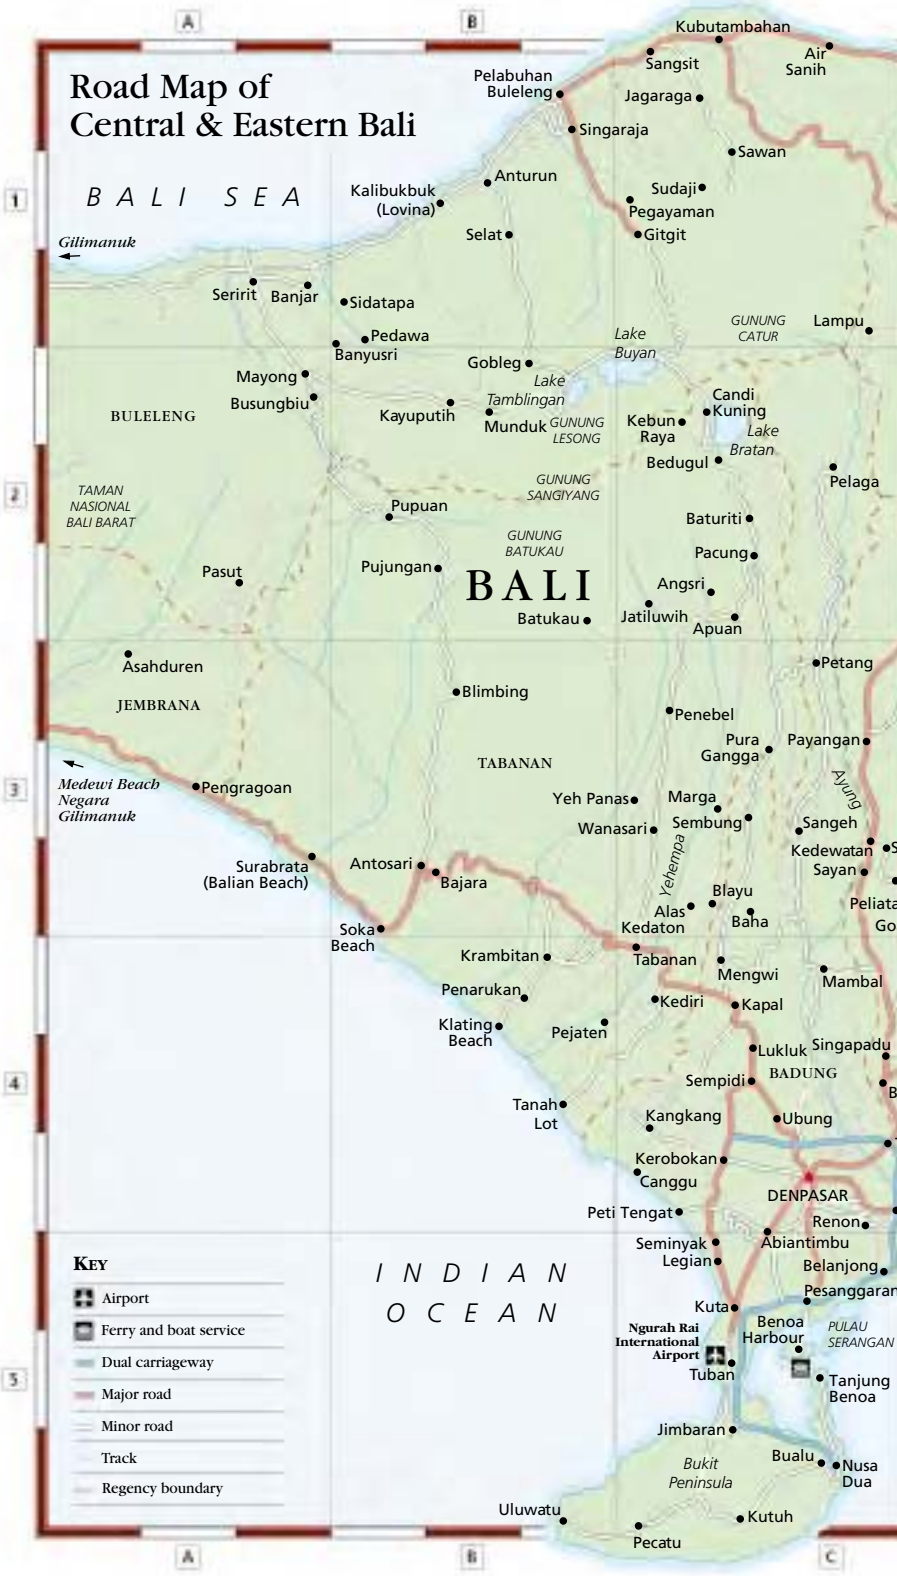 A
B
Kubutambahan
Air
Sanih
Sangsit
Road Map of
Central & Eastern Bali
Pelabuhan
Buleleng
Jagaraga
Singaraja
Sawan
1
BALI SEA
Anturun
Kalibukbuk
(Lovina)
Sudaji
Pegayaman
Selat
Gitgit
Gilimanuk
Seririt
Banjar
Sidatapa
Lampu
GUNUNG
CATUR
Lake
Buyan
Pedawa
Banyusri
Gobleg
Mayong
Lake
Tamblingan
Candi
Kuning
Busungbiu
BULELENG
Kayuputih
Munduk
GUNUNG
LESONG
Kebun
Raya
Lake
Bratan
Bedugul
Pelaga
2
TAMAN
NASIONAL
BALI BARAT
GUNUNG
SANGIYANG
Pupuan
Baturiti
GUNUNG
BATUKAU
Pacung
Pasut
Pujungan
BALI
Angsri
Batukau
Jatiluwih
Apuan
Asahduren
Petang
JEMBRANA
Blimbing
Penebel
Pura
Gangga
Payangan
TABANAN
3
Medewi Beach
Negara
Gilimanuk
Pengragoan
Ayung
Yeh Panas
Marga
Wanasari
Sembung
Sangeh
Kedewatan
S
Surabrata
(Balian Beach)
Antosari
Bajara
Yehempa
Sayan
Blayu
Peliata
Alas
Kedaton
Baha
Go
Soka
Beach
Krambitan
Tabanan
Mengwi
Mambal
Penarukan
Kediri
Kapal
Klating
Beach
Pejaten
Lukluk
Singapadu
4
BADUNG
Sempidi
B
Tanah
Lot
Kangkang
Ubung
Kerobokan
Canggu
DENPASAR
Peti Tengat
Renon
Seminyak
Abiantimbu
Legian
Belanjong
KEY
INDIAN
OCEAN
Airport
Pesanggaran
Kuta
Ferry and boat service
Ngurah Rai
International
Airport
Benoa
Harbour
PULAU
SERANGAN
Dual carriageway
Tuban
5
Major road
Tanjung
Benoa
Minor road
Jimbaran
Track
Bukit
Peninsula
Bualu
Nusa
Dua
Regency boundary
Uluwatu
Kutuh
Pecatu
A
B
C